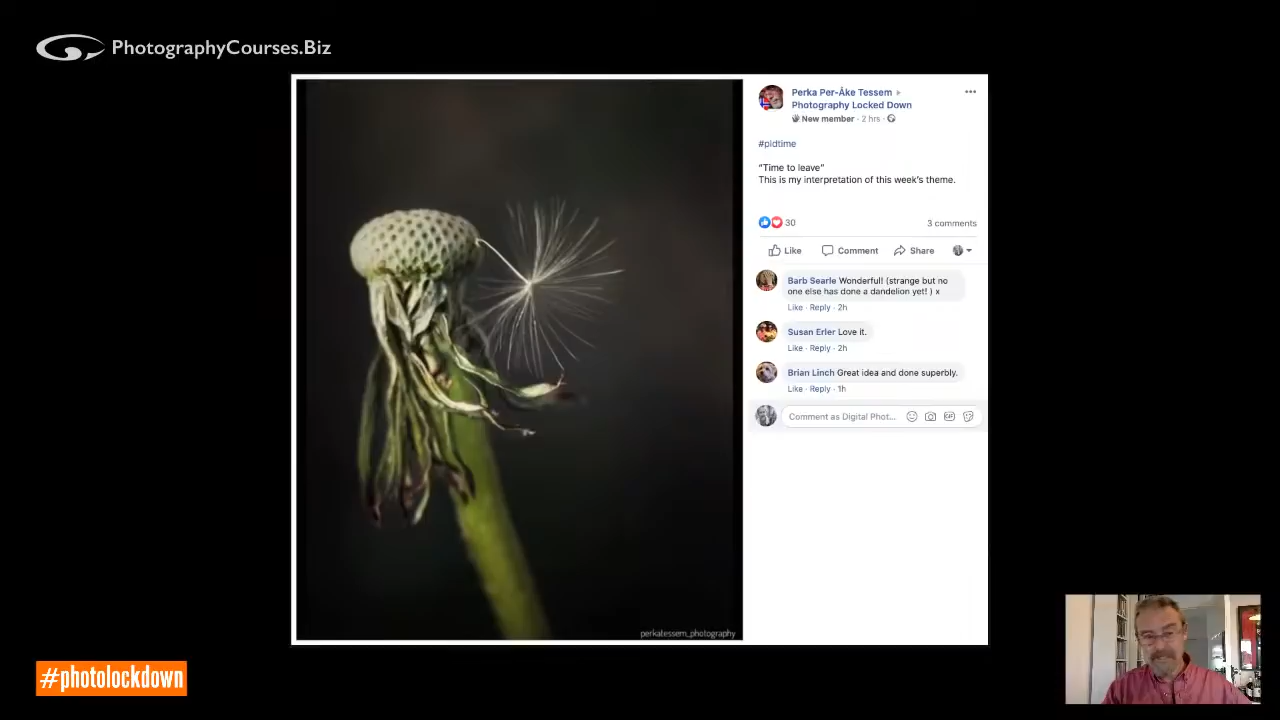 PhotographyCourses.Biz
Perka Per-Åke Tessem
Photography Locked Down
New member · 2 hrs ·
#pldtime
“Time to leave”
This is my interpretation of this week's theme.
30
3 comments
Like
Comment
Share
Barb Searle Wonderful! (strange but no
one else has done a dandelion yet! ) x
Like · Reply · 2h
Susan Erler Love it.
Like · Reply · 2h
Brian Linch Great idea and done superbly.
Like · Reply · 1h
Comment as Digital Phot...
GIF
perkatessem_photography
#photolockdown